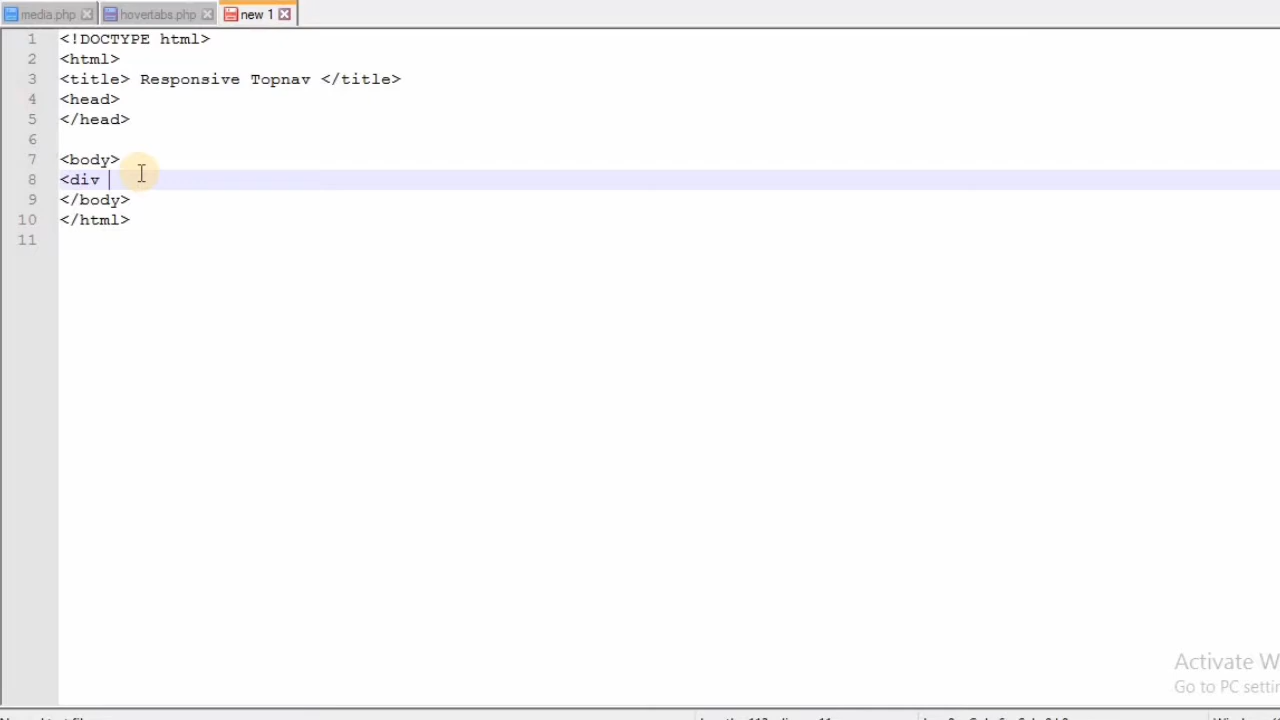 media.php hovertabs.php new 1
1 <!DOCTYPE html>
2 <html>
3 <title> Responsive Topnav </title>
4 <head>
5 </head>
6
7 <body>
8 <div
9 </body>
10 </html>
11
Activate W
Go to PC settin